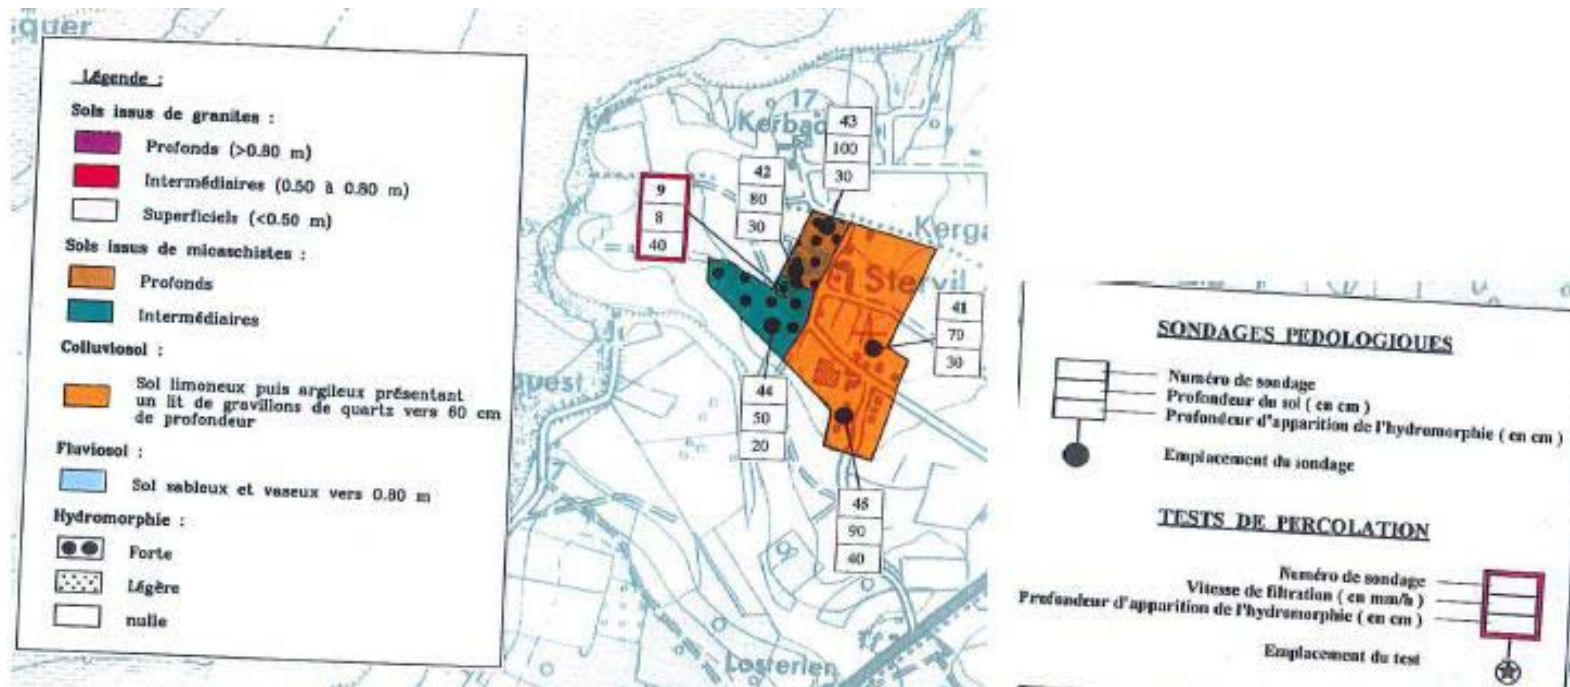 quer
Légende :
Sols issus de granites :
Profonds (>0.80 m)
Intermédiaires (0.50 à 0.80 m)
Superficiels (<0.50 m)
Sols issus de micaschistes :
Profonds
Intermédiaires
Colluviosol :
Sol limoneux puis argileux présentant
un lit de gravillons de quartz vers 60 cm
de profondeur
Fluviosol :
Sol sableux et vaseux vers 0.80 m
Hydromorphie :
Forte
Légère
nulle
17
Kerbad
43
100
30
42
80
30
9
8
40
Kerga
Stervil
41
70
30
ouest
44
50
20
45
90
40
Losterlen
SONDAGES PEDOLOGIQUES
Numéro de sondage
Profondeur du sol ( en cm )
Profondeur d'apparition de l'hydromorphie ( en cm )
Emplacement du sondage
TESTS DE PERCOLATION
Numéro de sondage
Vitesse de filtration ( en mm/h )
Profondeur d'apparition de l'hydromorphie ( en cm )
Emplacement du test